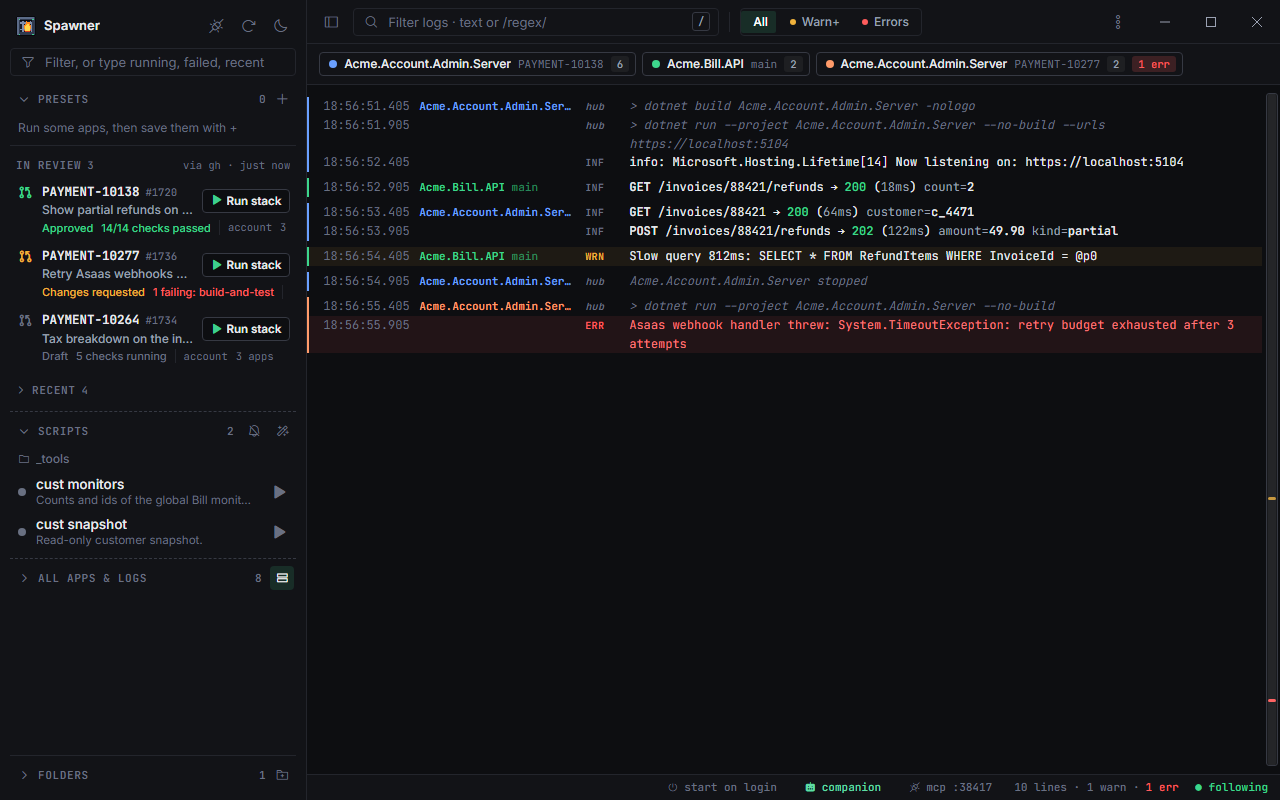 Spawner
Filter logs · text or /regex/
/
All
Warn+
Errors
Filter, or type running, failed, recent
Acme.Account.Admin.Server PAYMENT-10138 6
Acme.Bill.API main 2
Acme.Account.Admin.Server PAYMENT-10277 2 1 err
PRESETS 0 +
Run some apps, then save them with +
IN REVIEW 3 via gh · just now
PAYMENT-10138 #1720
Show partial refunds on ...
Run stack
Approved 14/14 checks passed account 3
PAYMENT-10277 #1736
Retry Asaas webhooks ...
Run stack
Changes requested 1 failing: build-and-test
PAYMENT-10264 #1734
Tax breakdown on the in...
Run stack
Draft 5 checks running account 3 apps
RECENT 4
SCRIPTS 2
_tools
cust monitors
Counts and ids of the global Bill monit...
cust snapshot
Read-only customer snapshot.
ALL APPS & LOGS 8
FOLDERS 1
18:56:51.405 Acme.Account.Admin.Ser… hub > dotnet build Acme.Account.Admin.Server -nologo
18:56:51.905 hub > dotnet run --project Acme.Account.Admin.Server --no-build --urls
https://localhost:5104
18:56:52.405 INF info: Microsoft.Hosting.Lifetime[14] Now listening on: https://localhost:5104
18:56:52.905 Acme.Bill.API main INF GET /invoices/88421/refunds → 200 (18ms) count=2
18:56:53.405 Acme.Account.Admin.Ser… INF GET /invoices/88421 → 200 (64ms) customer=c_4471
18:56:53.905 INF POST /invoices/88421/refunds → 202 (122ms) amount=49.90 kind=partial
18:56:54.405 Acme.Bill.API main WRN Slow query 812ms: SELECT * FROM RefundItems WHERE InvoiceId = @p0
18:56:54.905 Acme.Account.Admin.Ser… hub Acme.Account.Admin.Server stopped
18:56:55.405 Acme.Account.Admin.Ser… hub > dotnet run --project Acme.Account.Admin.Server --no-build
18:56:55.905 ERR Asaas webhook handler threw: System.TimeoutException: retry budget exhausted after 3
attempts
start on login
companion
mcp :38417
10 lines · 1 warn · 1 err
following